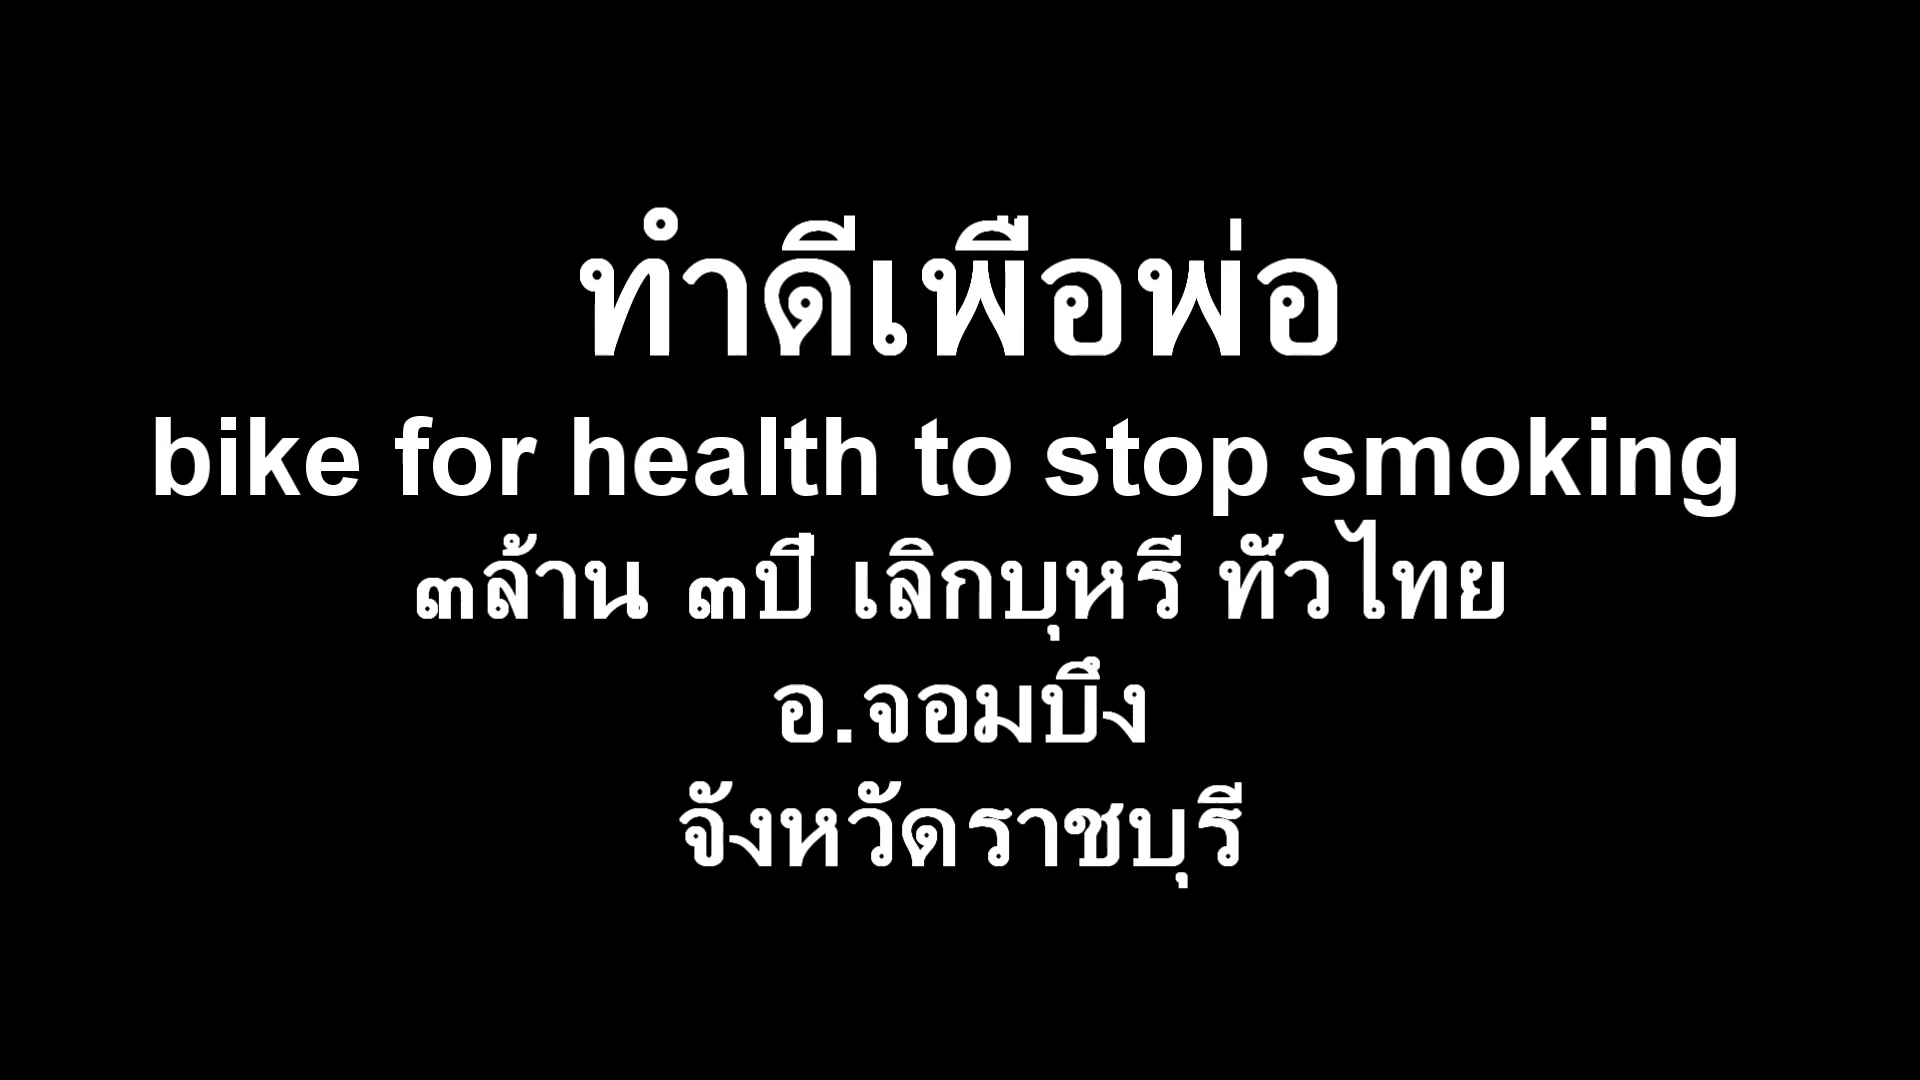 ทำดีเพื่อพ่อ
bike for health to stop smoking
๓ล้าน ๓ปี เลิกบุหรี่ ทั่วไทย
อ.จอมบึง
จังหวัดราชบุรี